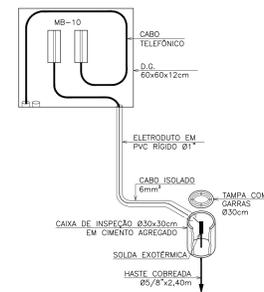 MB-10
CABO
TELEFÔNICO
D.G.
60x60x12cm
ELETRODUTO EM
PVC RÍGIDO Ø1"
CABO ISOLADO
6mm²
TAMPA COM
GARRAS
Ø30cm
CAIXA DE INSPEÇÃO Ø30x30cm
EM CIMENTO AGREGADO
SOLDA EXOTÉRMICA
HASTE COBREADA
Ø5/8"x2,40m